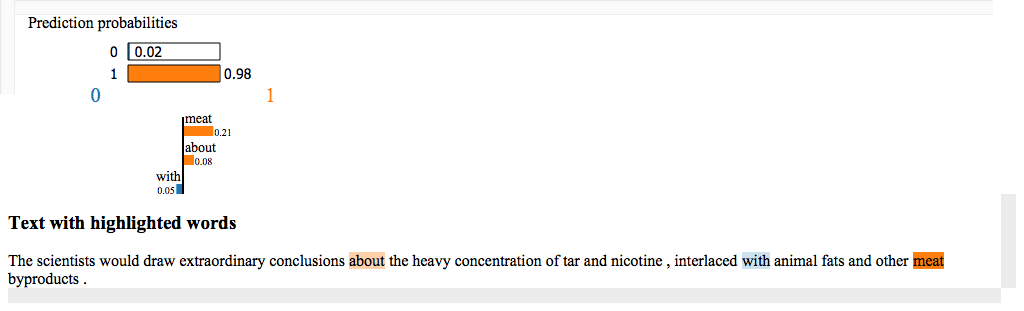 Prediction probabilities
0 0.02
1 0.98
0 1
meat
0.21
about
0.08
with
0.05
Text with highlighted words
The scientists would draw extraordinary conclusions about the heavy concentration of tar and nicotine , interlaced with animal fats and other meat
byproducts .